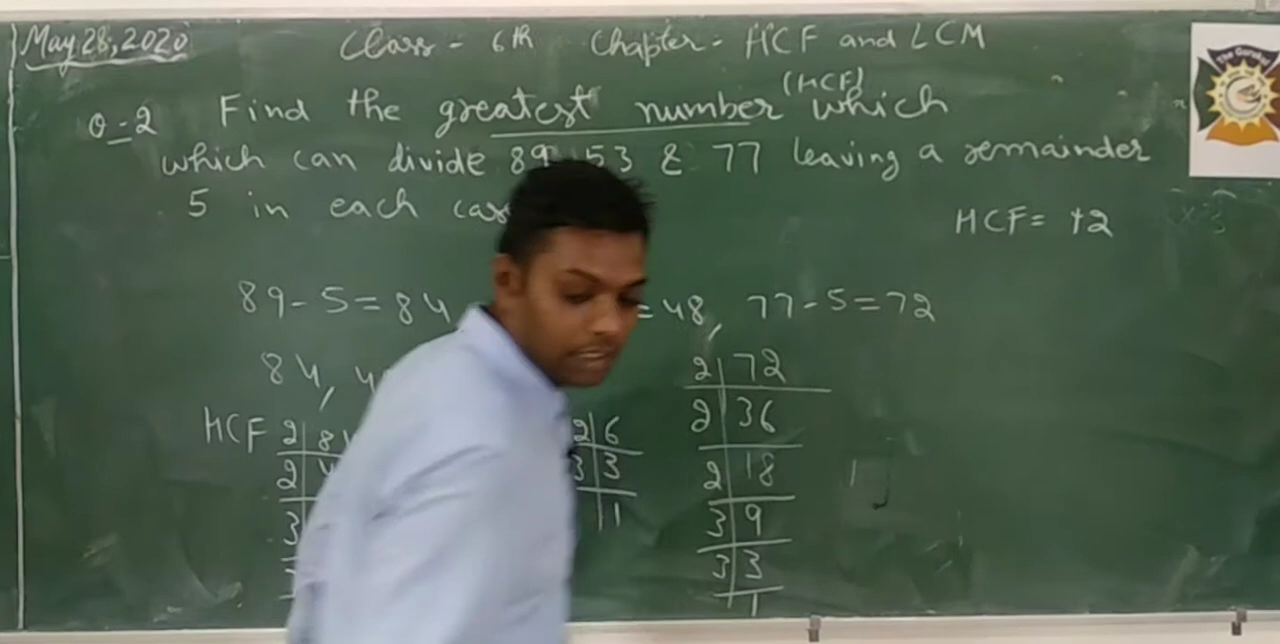 May 28, 2020
Class - 6th Chapter - HCF and LCM
(HCF)
Q-2 Find the greatest number which
which can divide 89 53 & 77 leaving a remainder
5 in each
HCF = 12
89-5=84 =48, 77-5=72
84,
HCF 2|84
2
3
2|6
3|3
|1
2|72
2|36
2|18
3|9
3|3
|1
The Gurukul